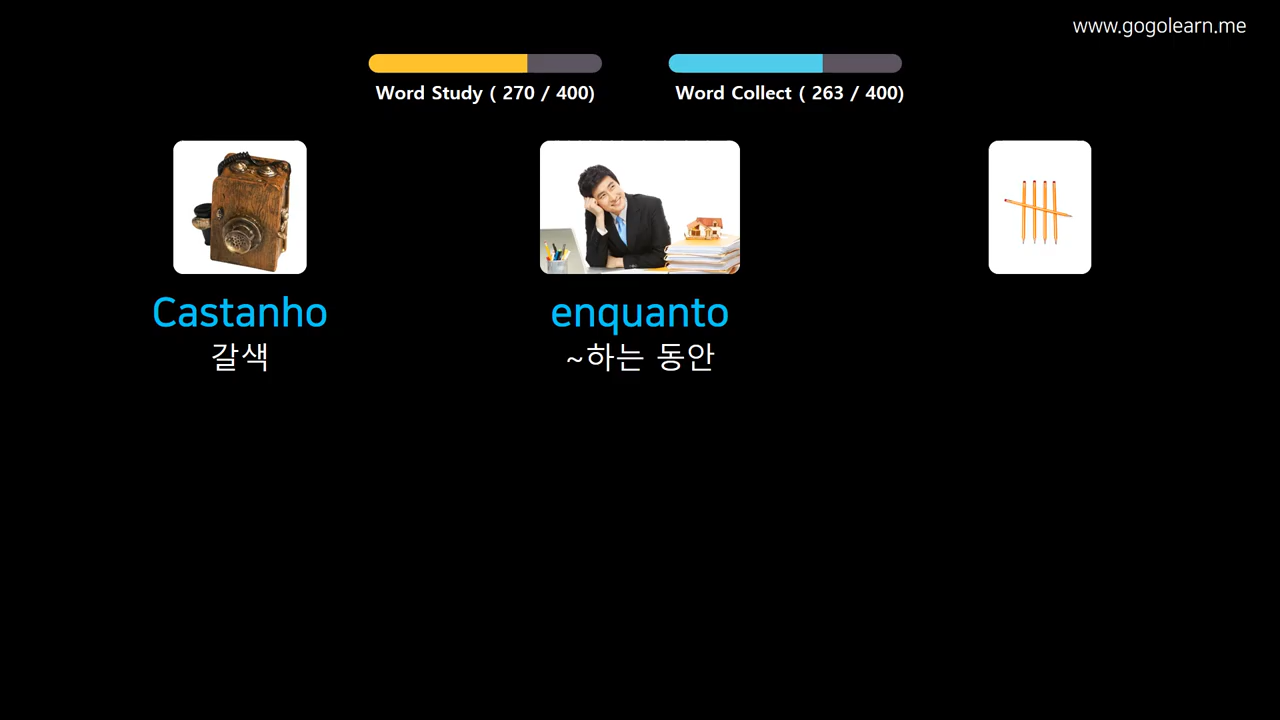 www.gogolearn.me
Word Study ( 270 / 400)
Word Collect ( 263 / 400)
Castanho
갈색
enquanto
~하는 동안